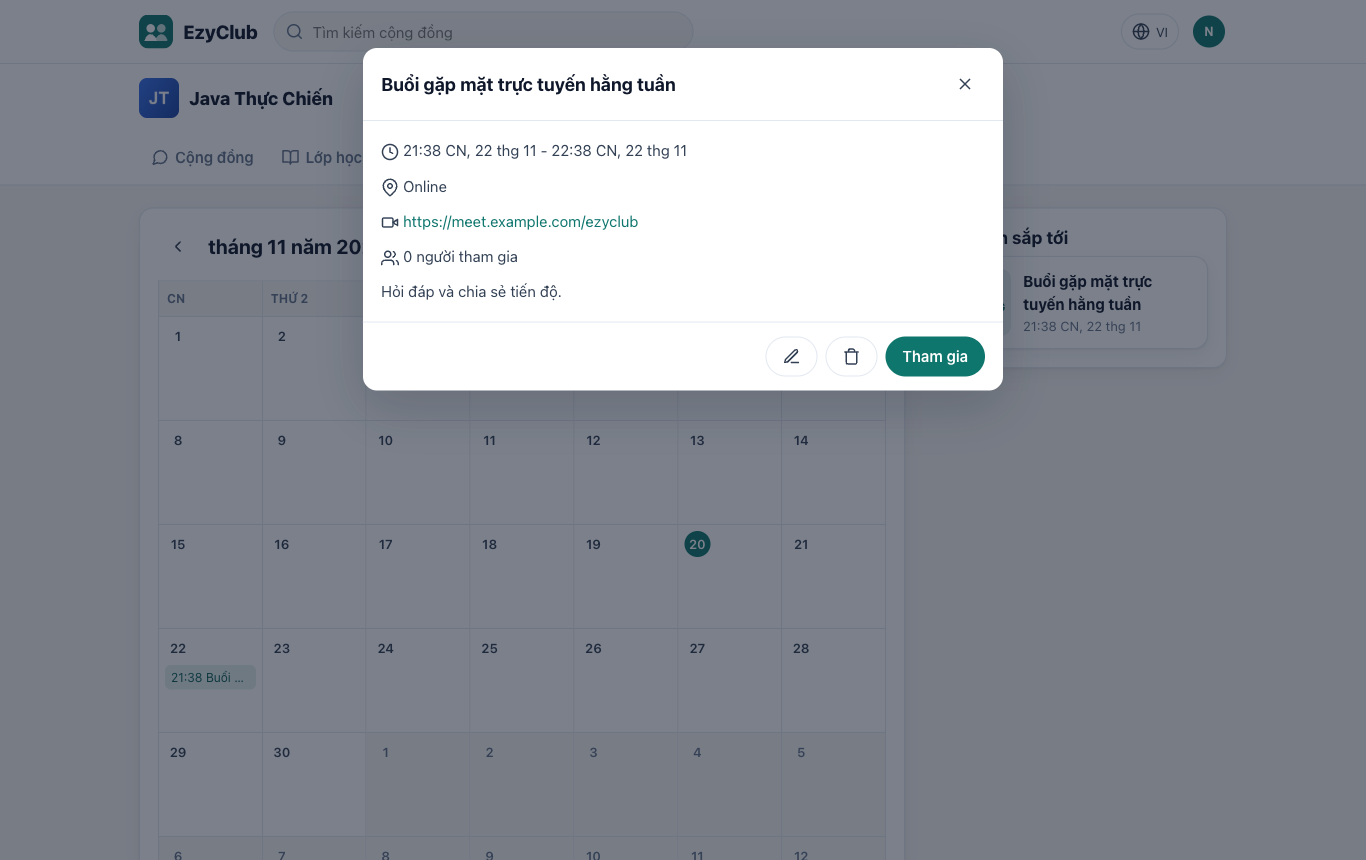 EzyClub
Tìm kiếm cộng đồng
VI
N
JT
Java Thực Chiến
Cộng đồng
Lớp học
Buổi gặp mặt trực tuyến hằng tuần
21:38 CN, 22 thg 11 - 22:38 CN, 22 thg 11
Online
https://meet.example.com/ezyclub
0 người tham gia
Hỏi đáp và chia sẻ tiến độ.
Tham gia
tháng 11 năm 20
CN THỨ 2
1 2
8 9 10 11 12 13 14
15 16 17 18 19 20 21
22 23 24 25 26 27 28
21:38 Buổi ...
29 30 1 2 3 4 5
6 7 8 9 10 11 12
sắp tới
Buổi gặp mặt trực
tuyến hằng tuần
21:38 CN, 22 thg 11